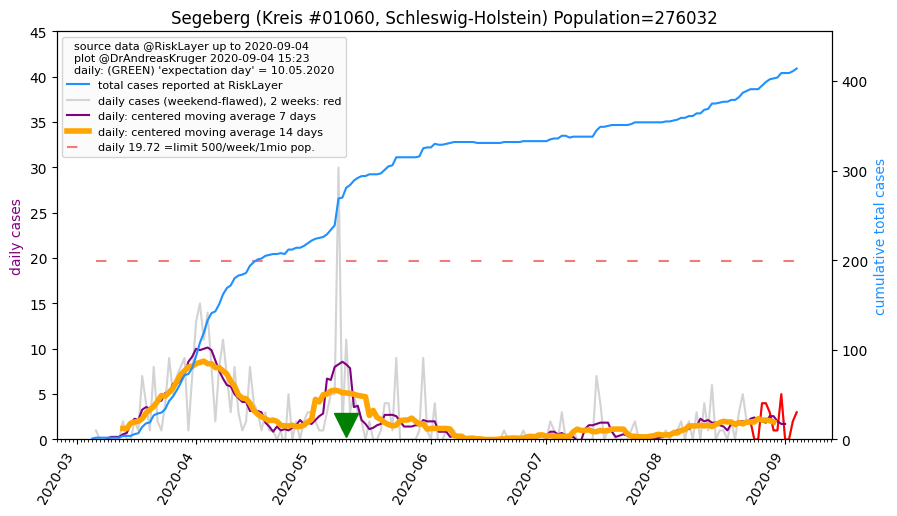 Segeberg (Kreis #01060, Schleswig-Holstein) Population=276032
source data @RiskLayer up to 2020-09-04
plot @DrAndreasKruger 2020-09-04 15:23
daily: (GREEN) 'expectation day' = 10.05.2020
total cases reported at RiskLayer
daily cases (weekend-flawed), 2 weeks: red
daily: centered moving average 7 days
daily: centered moving average 14 days
daily 19.72 =limit 500/week/1mio pop.
daily cases
45
40
35
30
25
20
15
10
5
0
cumulative total cases
400
300
200
100
0
2020-03
2020-04
2020-05
2020-06
2020-07
2020-08
2020-09